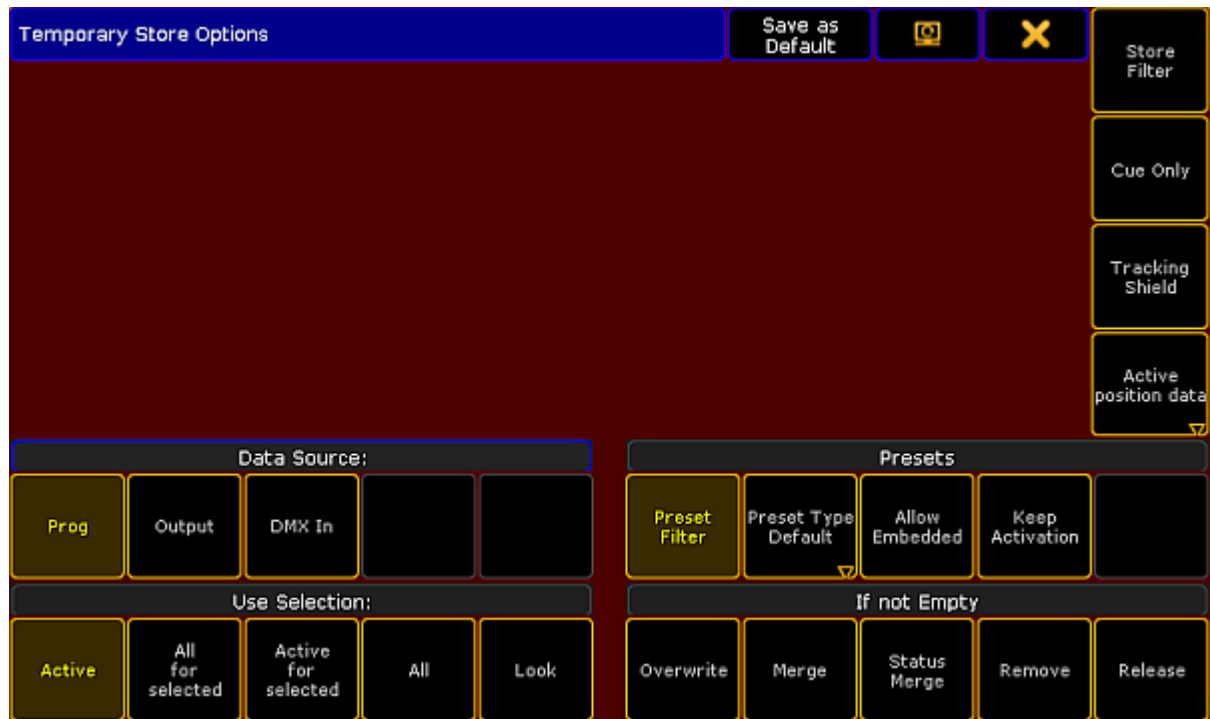 Temporary Store Options
Save as
Default
Store
Filter
Cue Only
Tracking
Shield
Active
position data
Data Source:
Prog
Output
DMX In
Presets
Preset
Filter
Preset Type
Default
Allow
Embedded
Keep
Activation
Use Selection:
Active
All
for
selected
Active
for
selected
All
Look
If not Empty
Overwrite
Merge
Status
Merge
Remove
Release